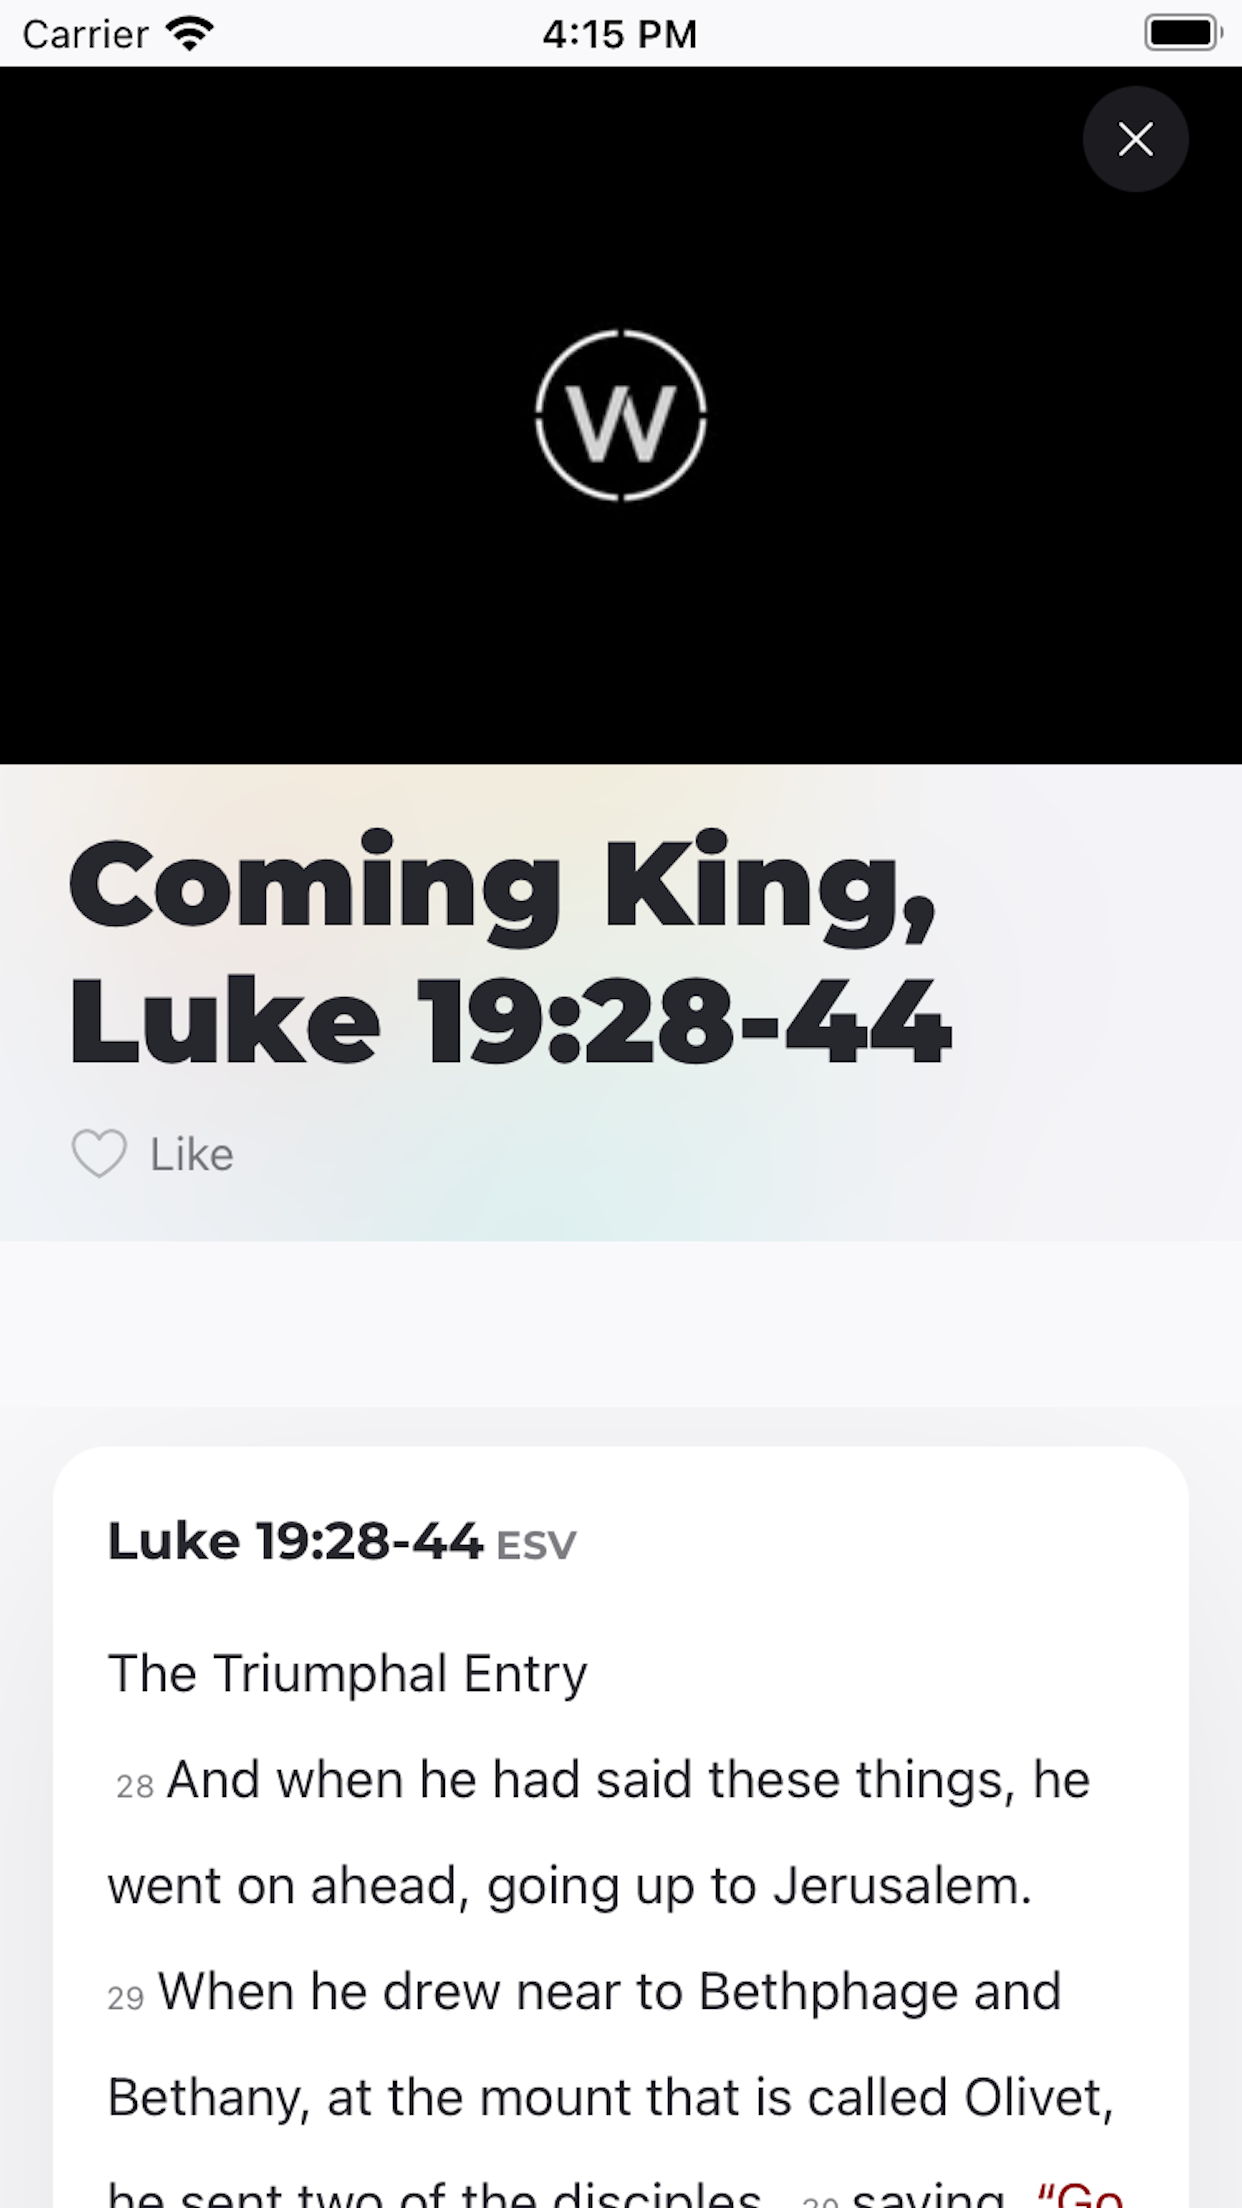 Carrier 4:15 PM
W
Coming King,
Luke 19:28-44
Like
Luke 19:28-44 ESV
The Triumphal Entry
28 And when he had said these things, he
went on ahead, going up to Jerusalem.
29 When he drew near to Bethphage and
Bethany, at the mount that is called Olivet,
he sent two of the disciples, 30 saying, “Go